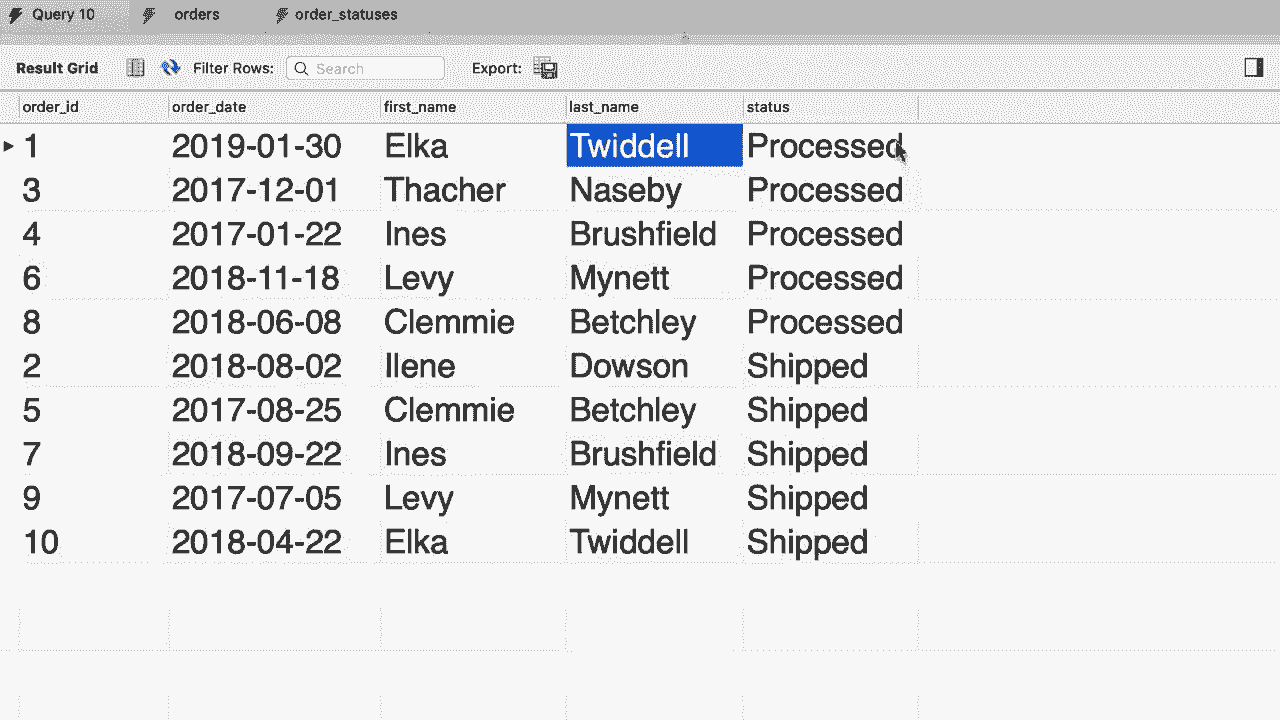 Query 10 orders order_statuses
Result Grid Filter Rows: Search Export:
order_id order_date first_name last_name status
1 2019-01-30 Elka Twiddell Processed
3 2017-12-01 Thacher Naseby Processed
4 2017-01-22 Ines Brushfield Processed
6 2018-11-18 Levy Mynett Processed
8 2018-06-08 Clemmie Betchley Processed
2 2018-08-02 Ilene Dowson Shipped
5 2017-08-25 Clemmie Betchley Shipped
7 2018-09-22 Ines Brushfield Shipped
9 2017-07-05 Levy Mynett Shipped
10 2018-04-22 Elka Twiddell Shipped